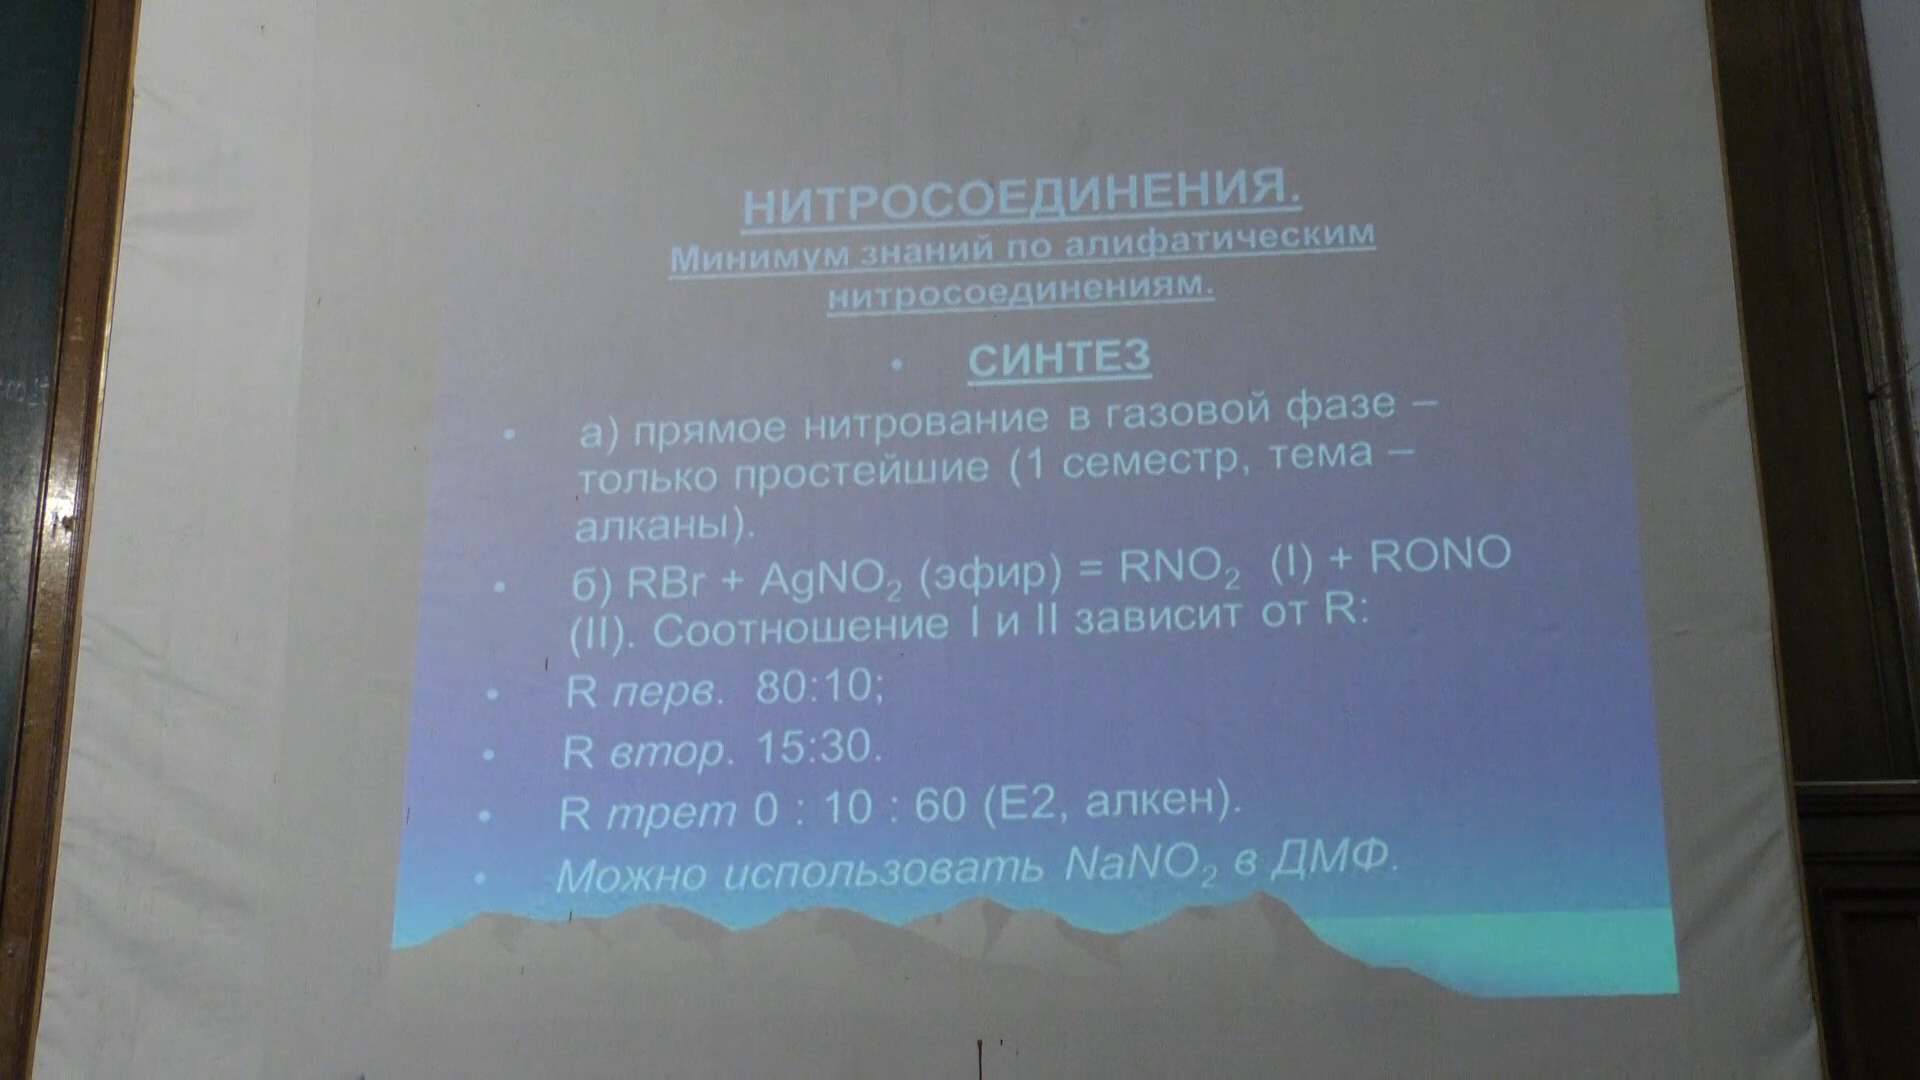 НИТРОСОЕДИНЕНИЯ.
Минимум знаний по алифатическим
нитросоединениям.
• СИНТЕЗ
• а) прямое нитрование в газовой фазе –
только простейшие (1 семестр, тема –
алканы).
• б) RBr + AgNO₂ (эфир) = RNO₂ (I) + RONO
(II). Соотношение I и II зависит от R:
• R перв. 80:10;
• R втор. 15:30.
• R трет 0 : 10 : 60 (E2, алкен).
• Можно использовать NaNO₂ в ДМФ.